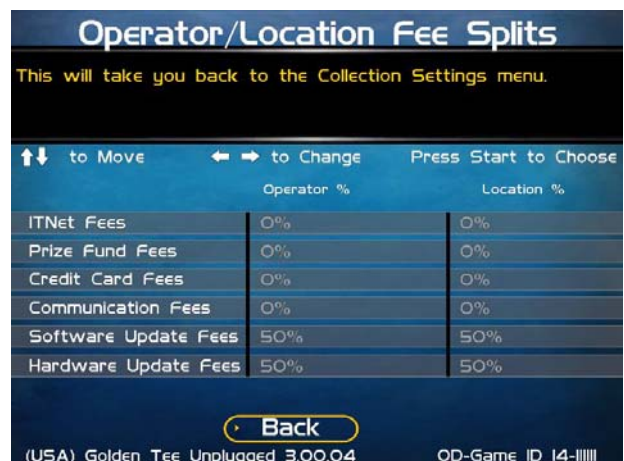 Operator/Location Fee Splits
This will take you back to the Collection Settings menu.
to Move to Change Press Start to Choose
Operator % Location %
ITNet Fees 0% 0%
Prize Fund Fees 0% 0%
Credit Card Fees 0% 0%
Communication Fees 0% 0%
Software Update Fees 50% 50%
Hardware Update Fees 50% 50%
Back
(USA) Golden Tee Unplugged 3.00.04 OD-Game ID 14-111111